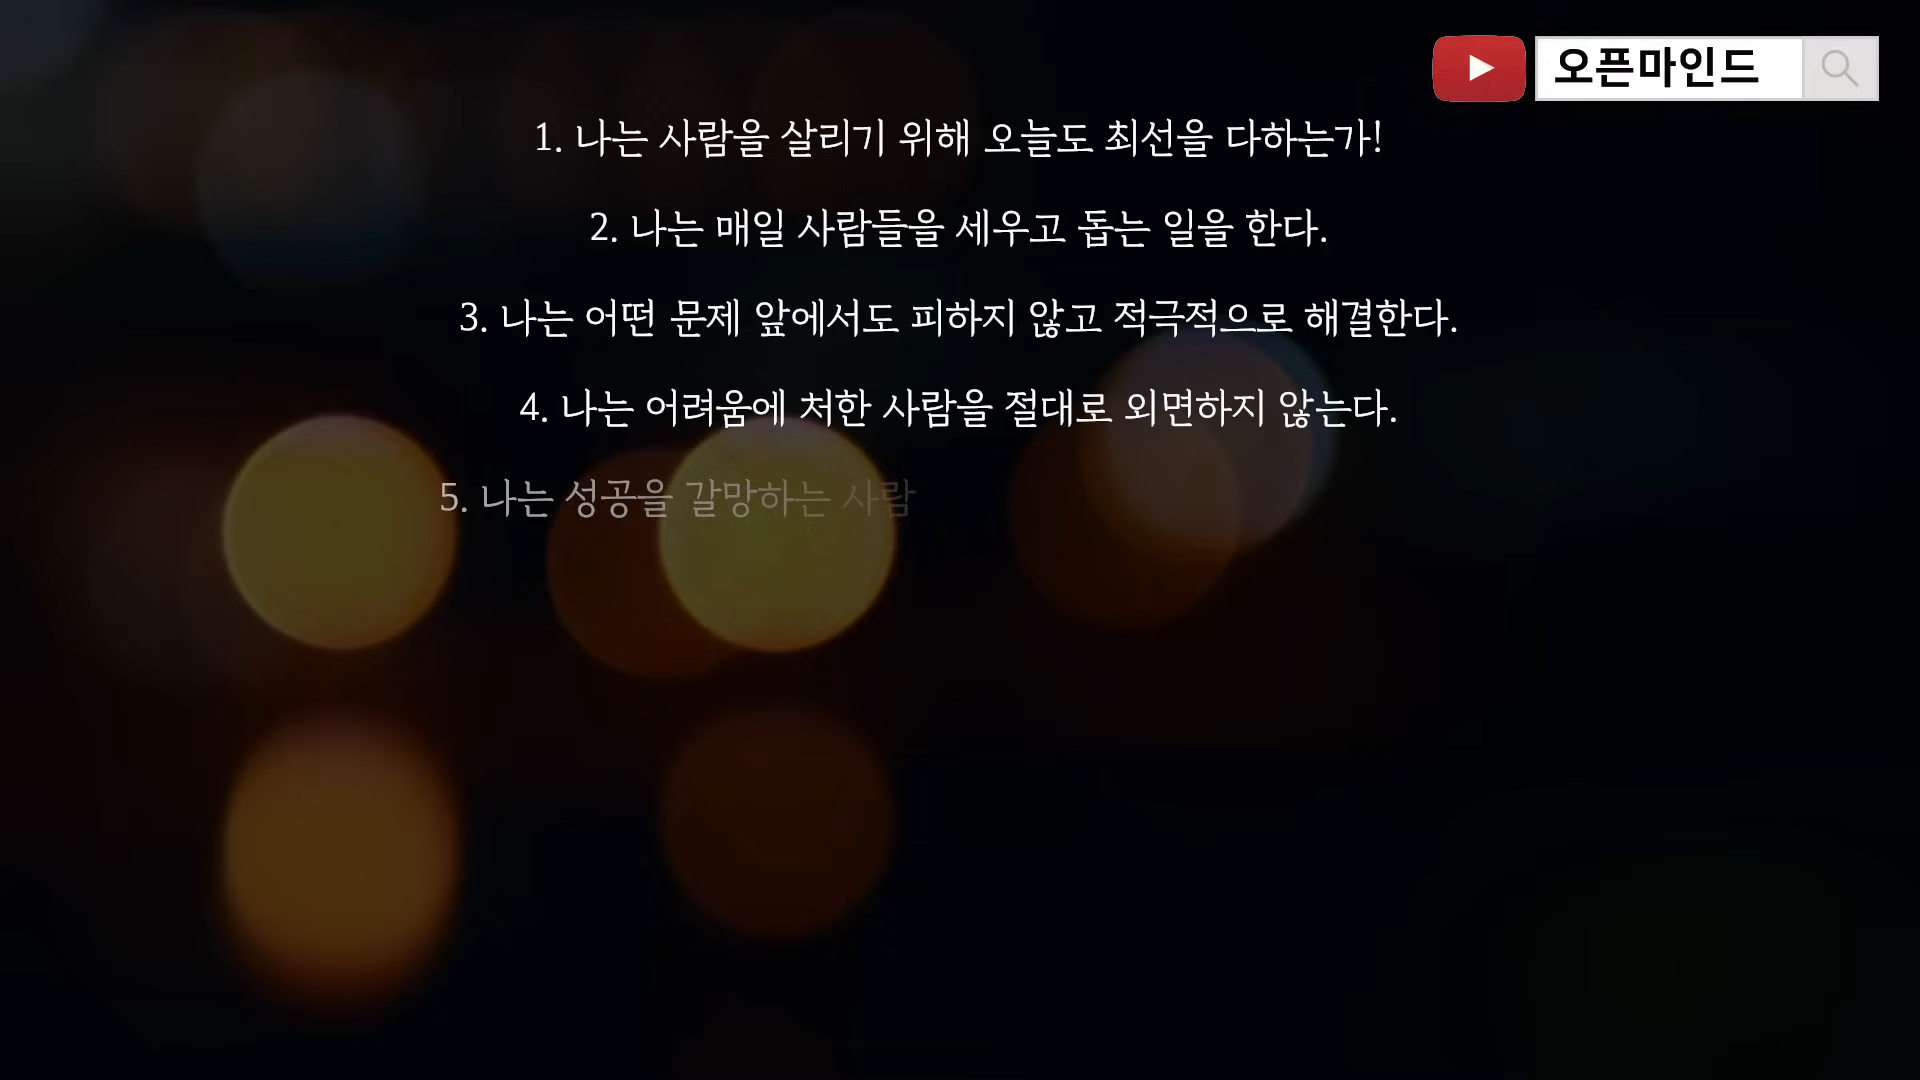 오픈마인드
1. 나는 사람을 살리기 위해 오늘도 최선을 다하는가!
2. 나는 매일 사람들을 세우고 돕는 일을 한다.
3. 나는 어떤 문제 앞에서도 피하지 않고 적극적으로 해결한다.
4. 나는 어려움에 처한 사람을 절대로 외면하지 않는다.
5. 나는 성공을 갈망하는 사람